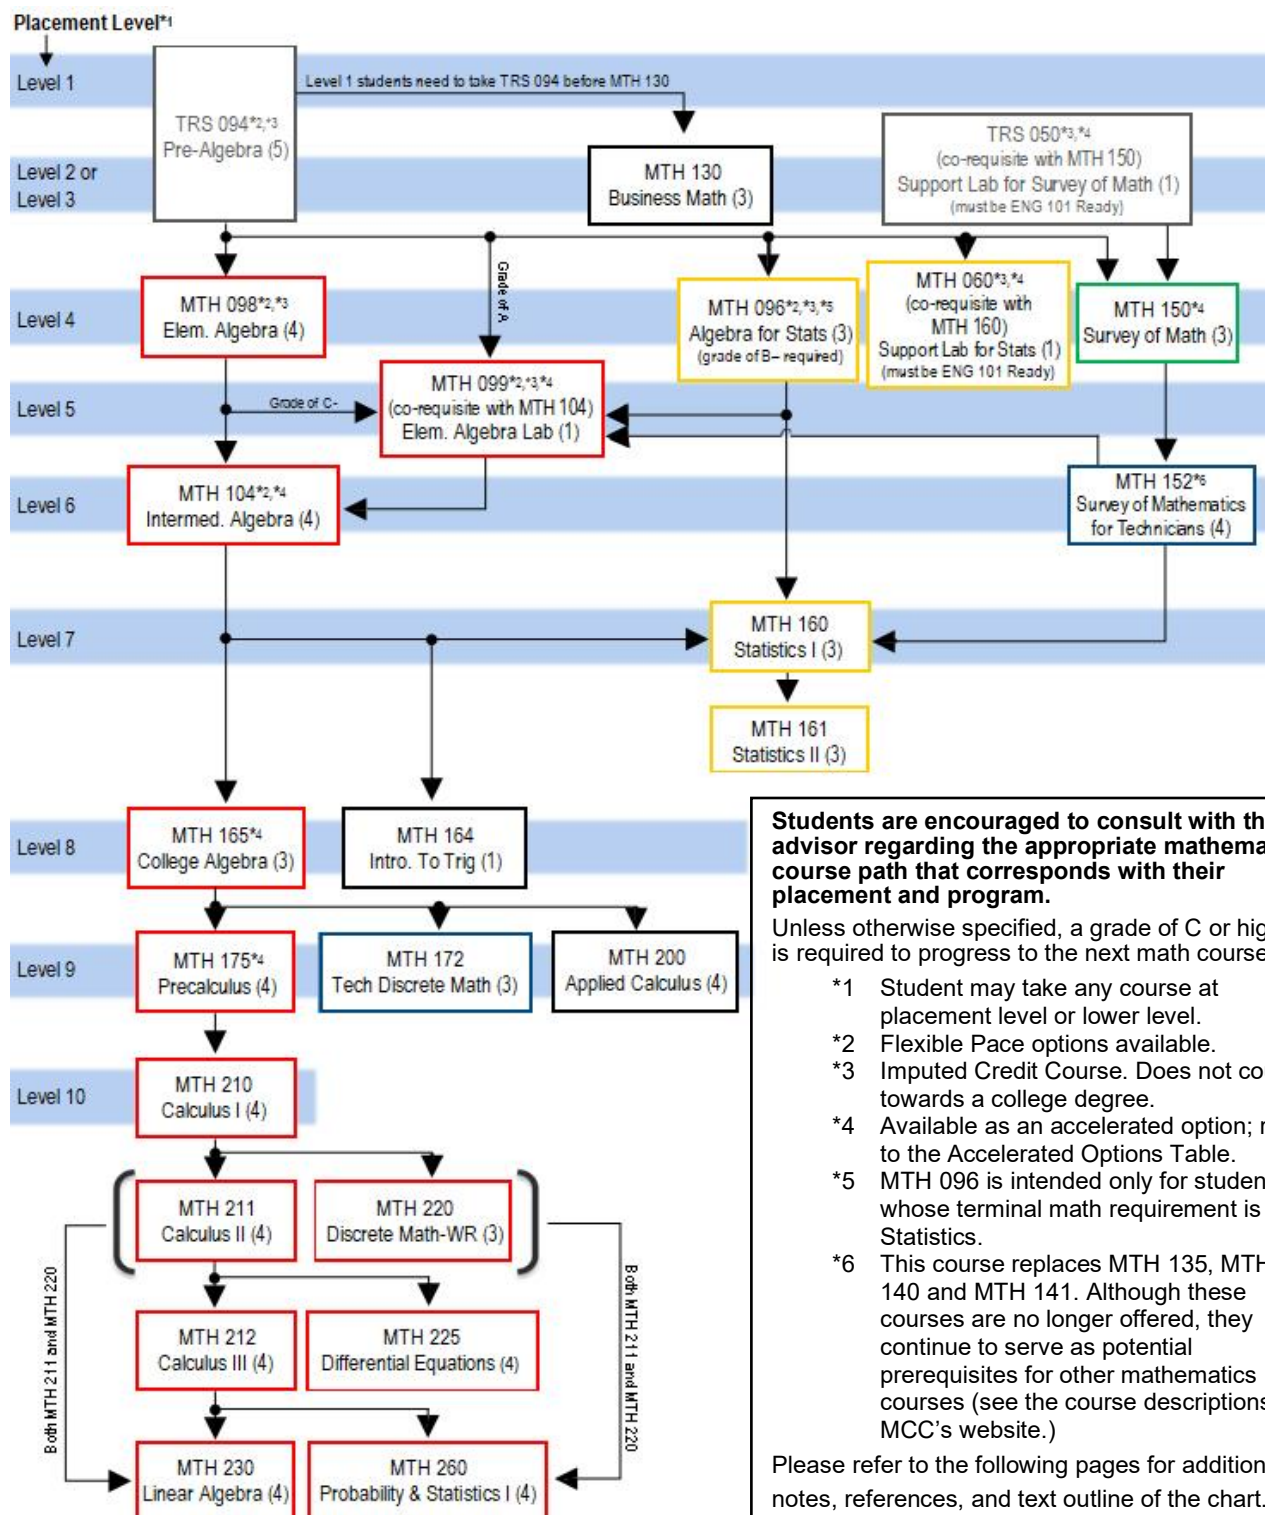 Placement Level*1
Level 1
Level 1 students need to take TRS 094 before MTH 130
TRS 094*2,*3
Pre-Algebra (5)
TRS 050*3,*4
(co-requisite with MTH 150)
Support Lab for Survey of Math (1)
(must be ENG 101 Ready)
Level 2 or
Level 3
MTH 130
Business Math (3)
Grade of A
Level 4
MTH 098*2,*3
Elem. Algebra (4)
MTH 096*2,*3,*5
Algebra for Stats (3)
(grade of B– required)
MTH 060*3,*4
(co-requisite with
MTH 160)
Support Lab for Stats (1)
(must be ENG 101 Ready)
MTH 150*4
Survey of Math (3)
Level 5
Grade of C-
MTH 099*2,*3,*4
(co-requisite with MTH 104)
Elem. Algebra Lab (1)
Level 6
MTH 104*2,*4
Intermed. Algebra (4)
MTH 152*6
Survey of Mathematics
for Technicians (4)
Level 7
MTH 160
Statistics I (3)
MTH 161
Statistics II (3)
Level 8
MTH 165*4
College Algebra (3)
MTH 164
Intro. To Trig (1)
Level 9
MTH 175*4
Precalculus (4)
MTH 172
Tech Discrete Math (3)
MTH 200
Applied Calculus (4)
Level 10
MTH 210
Calculus I (4)
MTH 211
Calculus II (4)
MTH 220
Discrete Math-WR (3)
Both MTH 211 and MTH 220
Both MTH 211 and MTH 220
MTH 212
Calculus III (4)
MTH 225
Differential Equations (4)
MTH 230
Linear Algebra (4)
MTH 260
Probability & Statistics I (4)
Students are encouraged to consult with
advisor regarding the appropriate
course path that corresponds with their
placement and program.
Unless otherwise specified, a grade of C or
is required to progress to the next math course
*1 Student may take any course at
placement level or lower level.
*2 Flexible Pace options available.
*3 Imputed Credit Course. Does not
towards a college degree.
*4 Available as an accelerated option;
to the Accelerated Options Table.
*5 MTH 096 is intended only for
whose terminal math requirement is
Statistics.
*6 This course replaces MTH 135, MTH
140 and MTH 141. Although these
courses are no longer offered, they
continue to serve as potential
prerequisites for other mathematics
courses (see the course descriptions
MCC's website.)
Please refer to the following pages for
notes, references, and text outline of the chart.